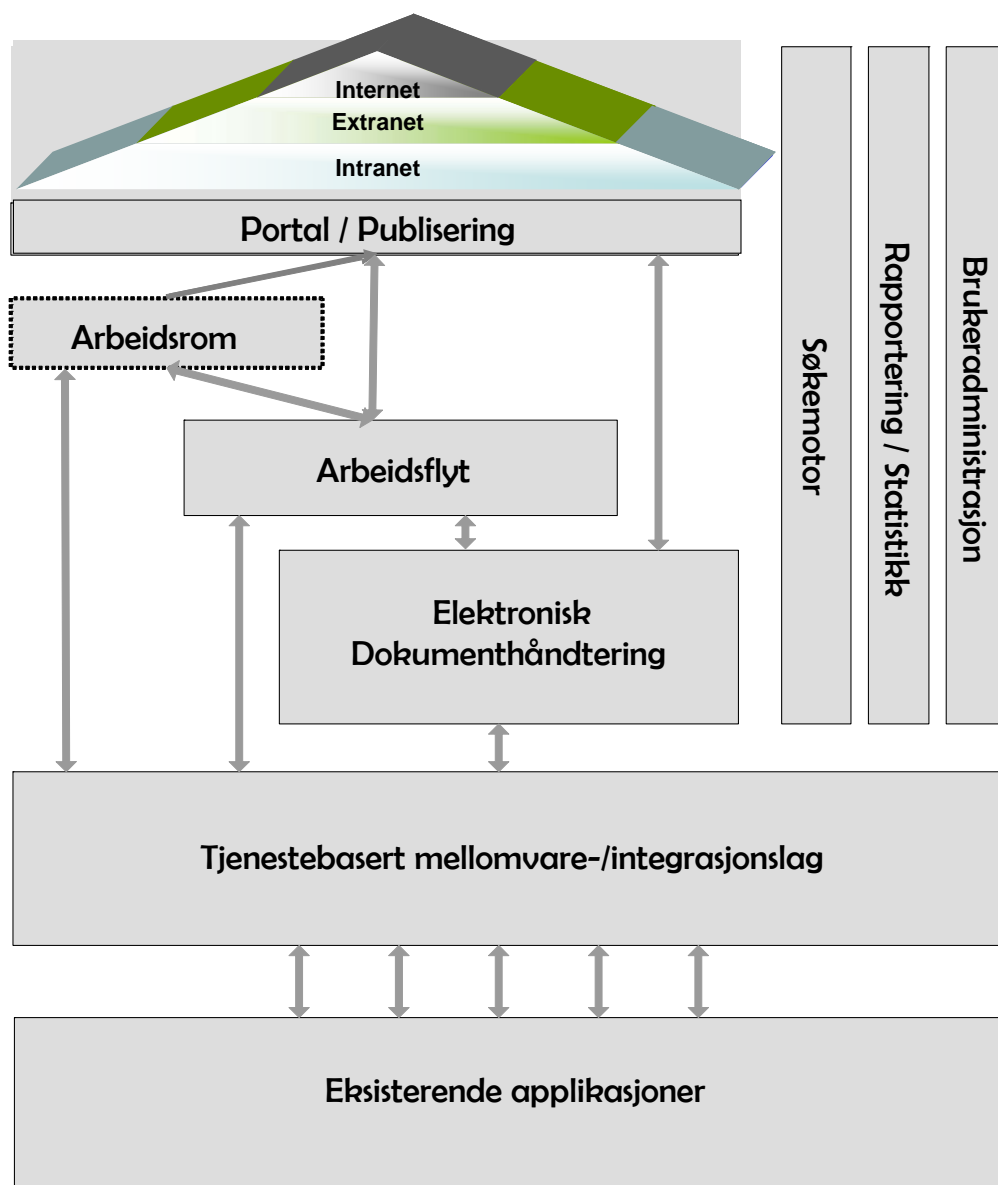 Internet
Extranet
Intranet
Portal / Publisering
Arbeidsrom
Arbeidsflyt
Elektronisk
Dokumenthåndtering
Søkemotor
Rapportering / Statistikk
Brukeradministrasjon
Tjenestebasert mellomvare-/integrasjonslag
Eksisterende applikasjoner